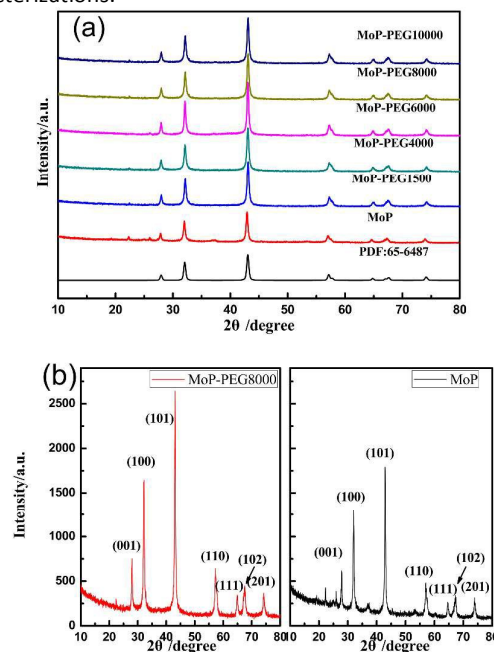 sterizations.
(a)
MoP-PEG10000
MoP-PEG8000
MoP-PEG6000
MoP-PEG4000
MoP-PEG1500
MoP
PDF:65-6487
Intensity/a.u.
10 20 30 40 50 60 70 80
2θ /degree
(b)
MoP-PEG8000
MoP
2500
2000
1500
1000
500
0
Intensity/a.u.
(001)
(100)
(101)
(110)
(111)
(102)
(201)
(001)
(100)
(101)
(110)
(111)
(102)
(201)
10 20 30 40 50 60 70 80
10 20 30 40 50 60 70 80
2θ /degree
2θ /degree